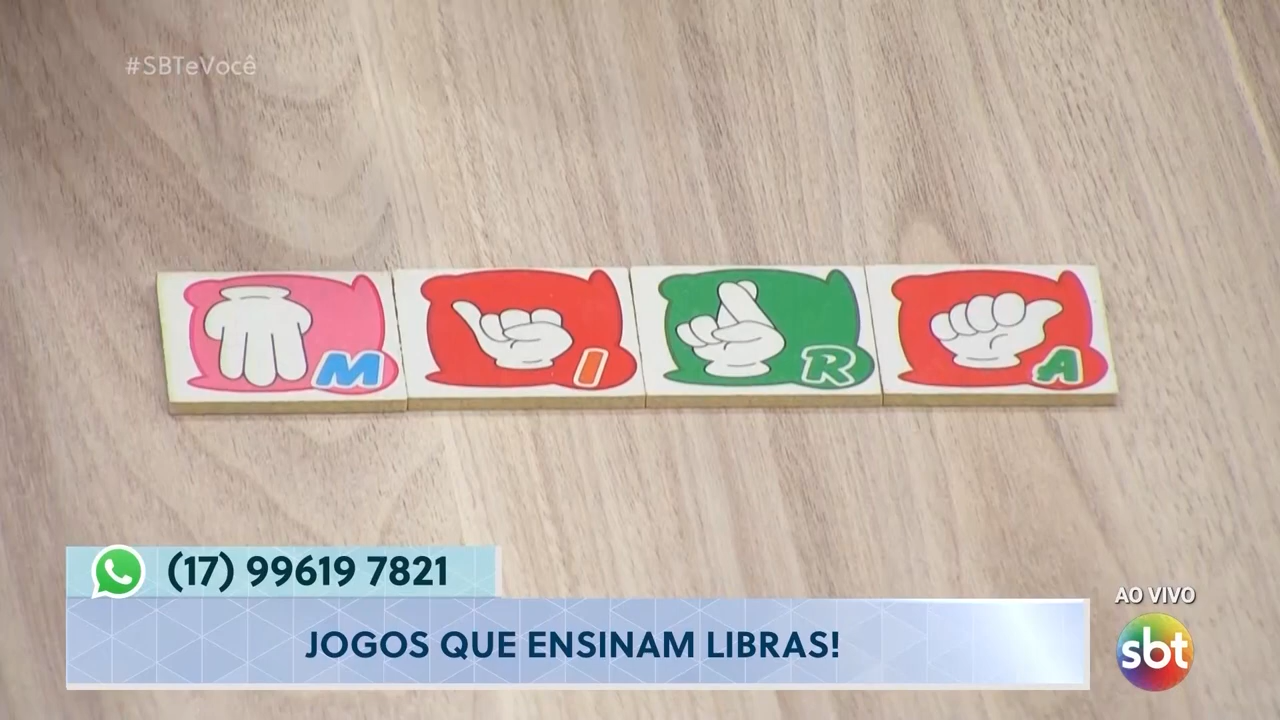 #SBTeVocê
M I R A
(17) 99619 7821
JOGOS QUE ENSINAM LIBRAS!
AO VIVO
sbt